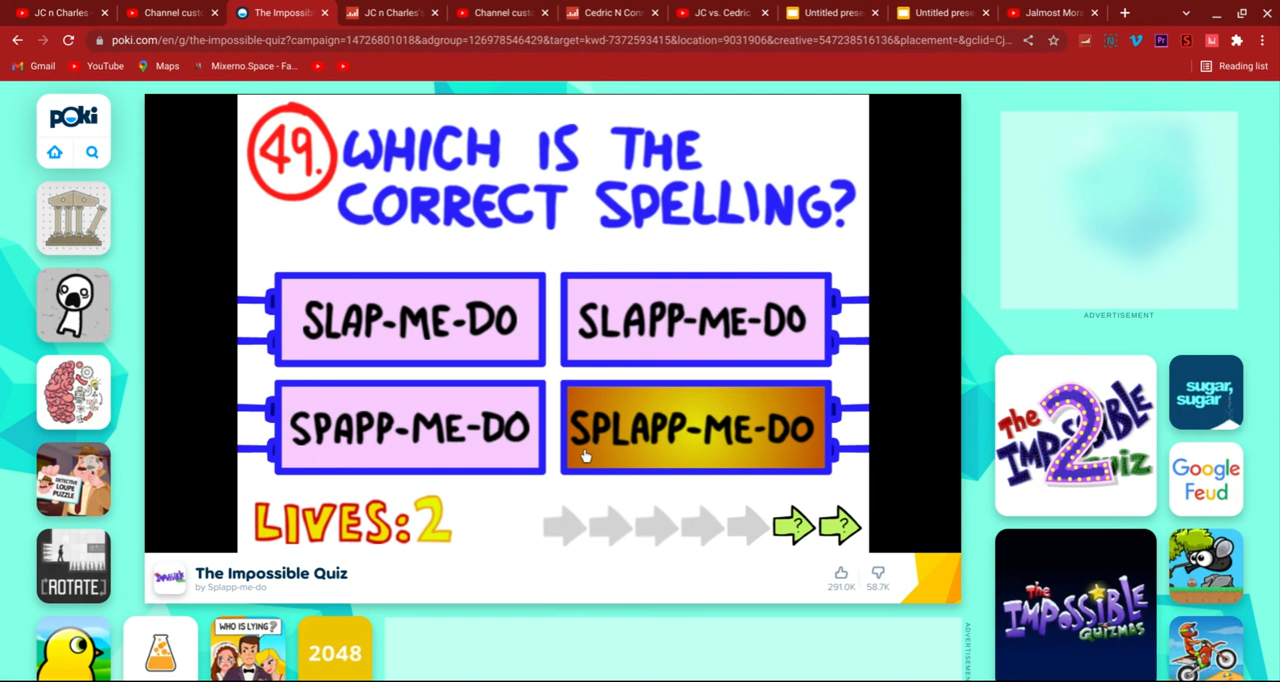 JC n Charles
Channel cust
The Impossib
JC n Charles's
Channel cust
Cedric N Con
JC vs. Cedric
Untitled prese
Untitled prese
Jalmost Mora
poki.com/en/g/the-impossible-quiz?campaign=14726801018&adgroup=126978546429&target=kwd-7372593415&location=9031906&creative=547238516136&placement=&gclid=Cj...
Gmail
YouTube
Maps
Mixerno.Space - Fa...
Reading list
poki
49. WHICH IS THE
CORRECT SPELLING?
SLAP-ME-DO
SLAPP-ME-DO
SPAPP-ME-DO
SPLAPP-ME-DO
LIVES:2
? ?
The Impossible Quiz
by Splapp-me-do
291.0K
58.7K
ADVERTISEMENT
The
IMPOSSIBLE
2
QUIZ
sugar,
sugar
Google
Feud
DETECTIVE
LOUPE
PUZZLE
[ROTATE]
WHO IS LYING?
2048
The
IMPOSSIBLE
QUIZMAS